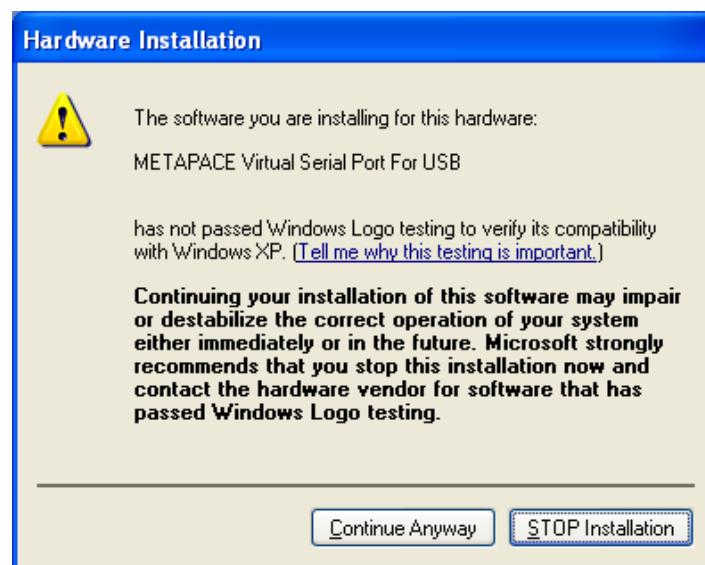 Hardware Installation
The software you are installing for this hardware:
METAPACE Virtual Serial Port For USB
has not passed Windows Logo testing to verify its compatibility
with Windows XP. (Tell me why this testing is important.)
Continuing your installation of this software may impair
or destabilize the correct operation of your system
either immediately or in the future. Microsoft strongly
recommends that you stop this installation now and
contact the hardware vendor for software that has
passed Windows Logo testing.
Continue Anyway
STOP Installation